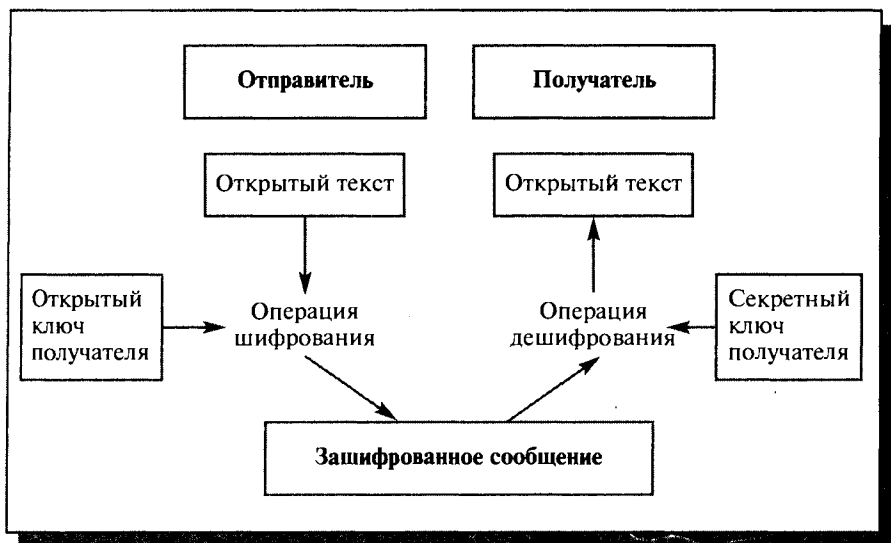 Отправитель
Получатель
Открытый текст
Открытый текст
Открытый
ключ
получателя
Операция
шифрования
Операция
дешифрования
Секретный
ключ
получателя
Зашифрованное сообщение